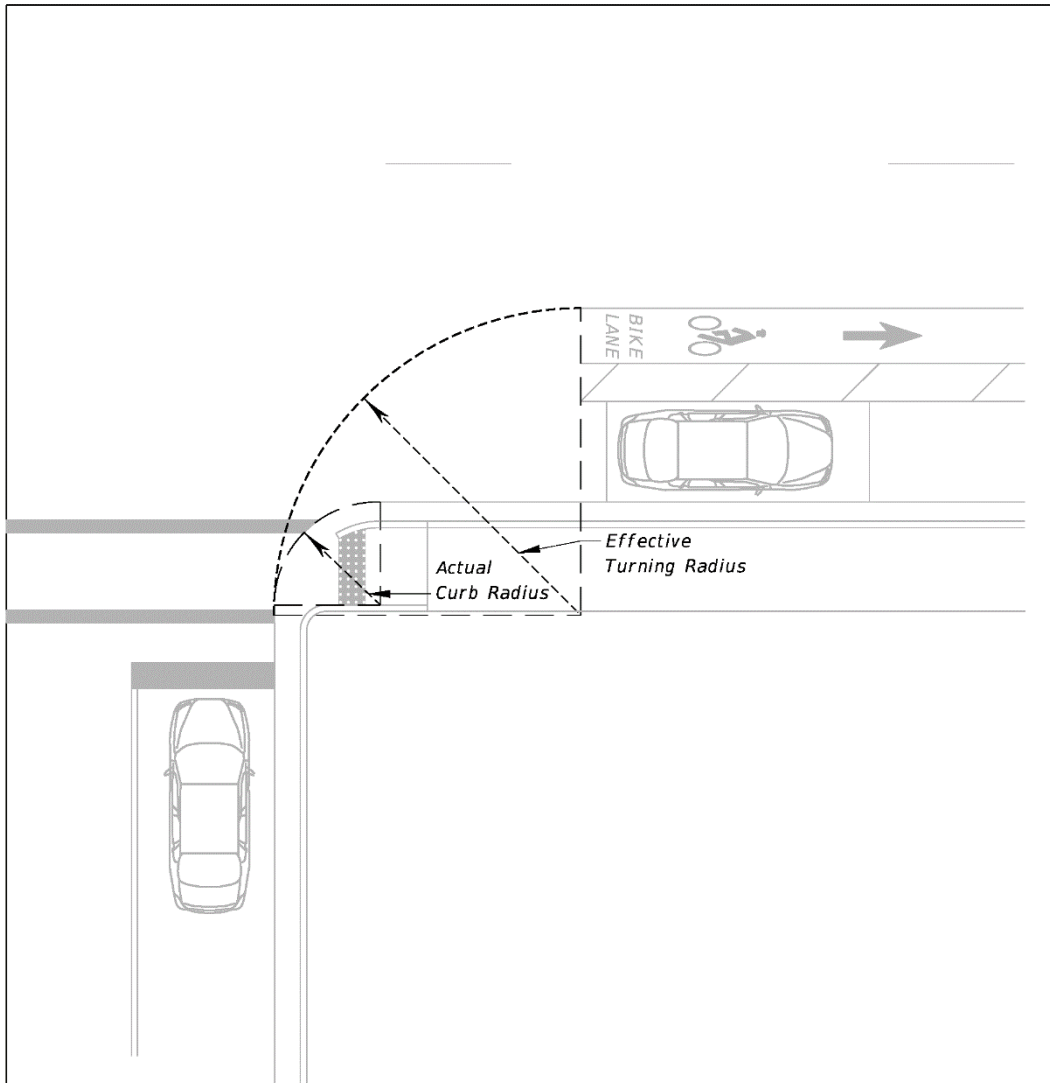 BIKE
LANE
Effective
Turning Radius
Actual
Curb Radius